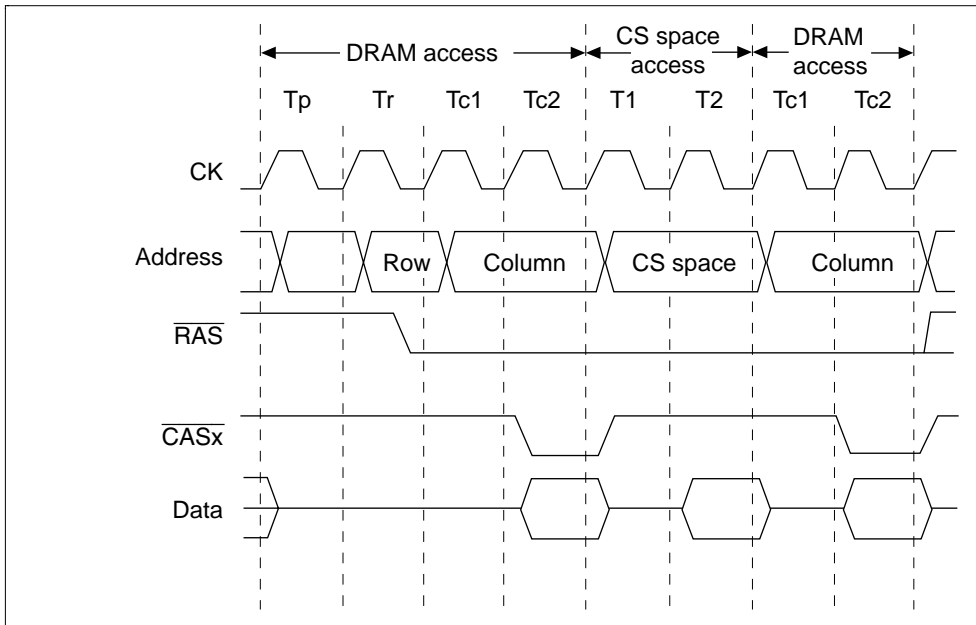 DRAM access
CS space
access
DRAM
access
Tp Tr Tc1 Tc2 T1 T2 Tc1 Tc2
CK
Address
Row
Column
CS space
Column
RAS
CASx
Data